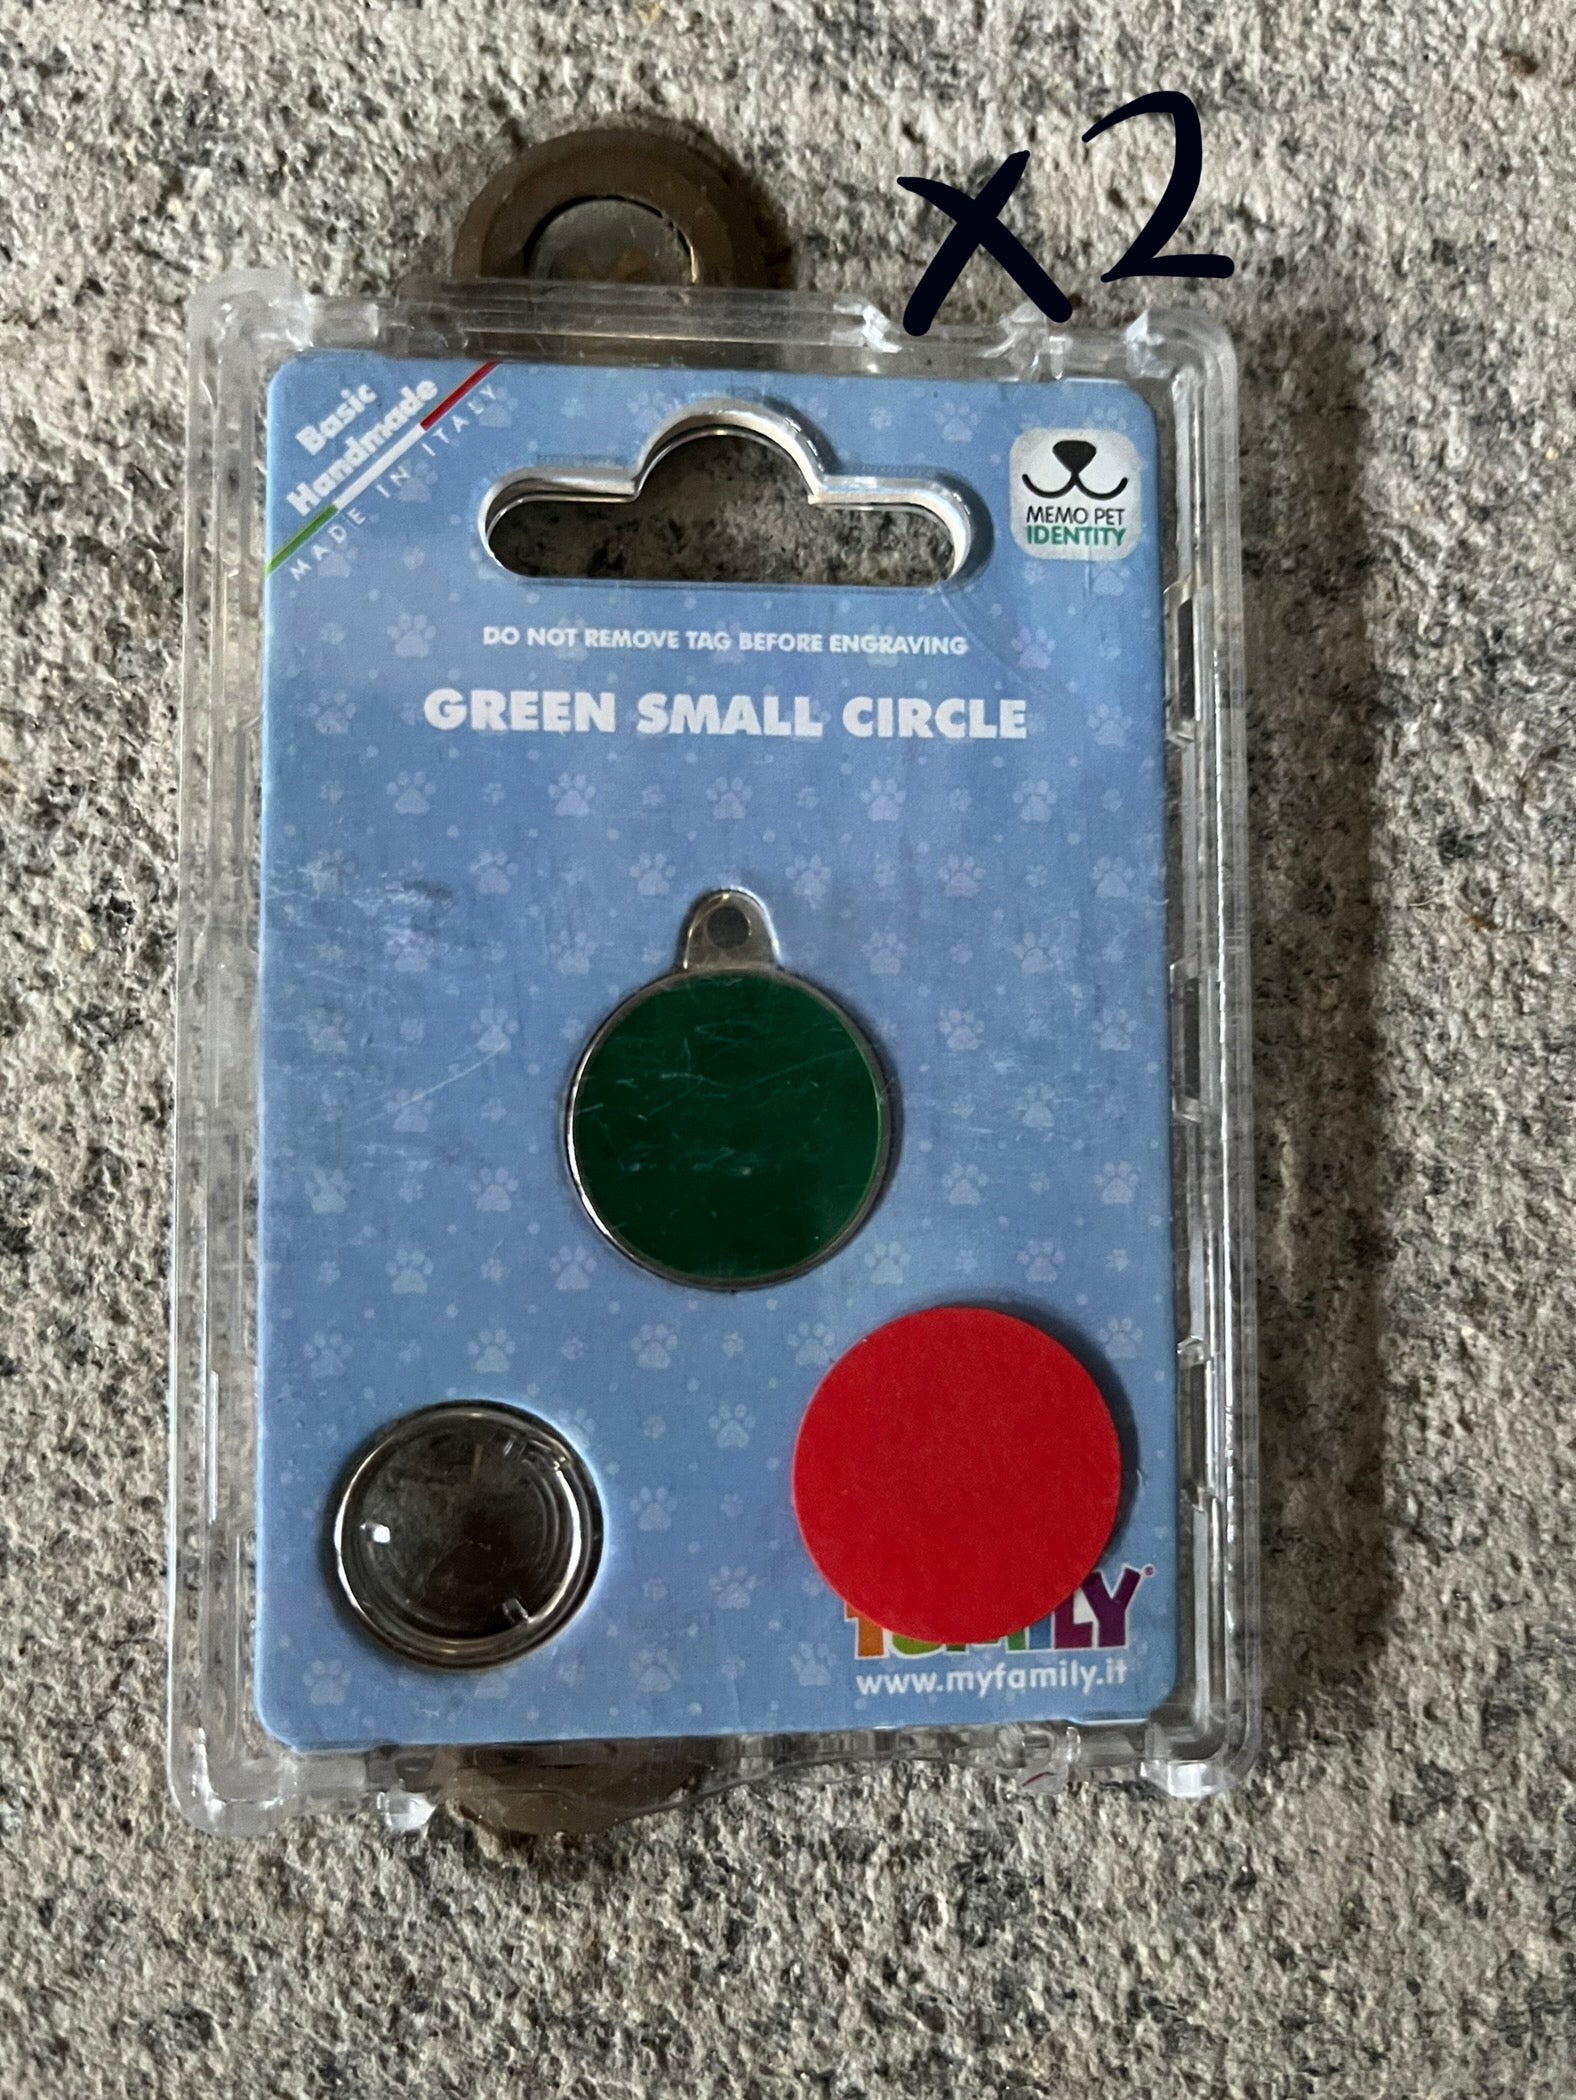 x2
Basic
Handmade
MADE IN ITALY
MEMO PET
IDENTITY
DO NOT REMOVE TAG BEFORE ENGRAVING
GREEN SMALL CIRCLE
www.myfamily.it